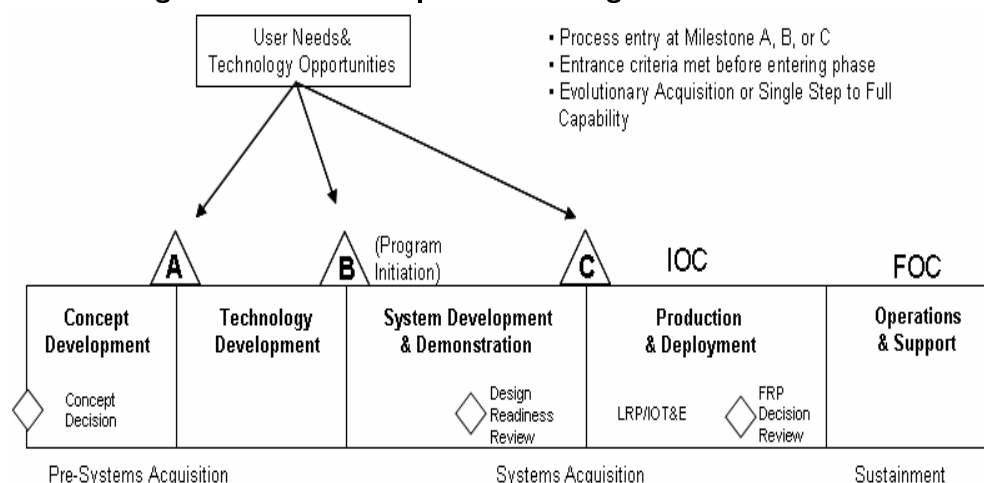 User Needs&
Technology Opportunities
▪ Process entry at Milestone A, B, or C
▪ Entrance criteria met before entering phase
▪ Evolutionary Acquisition or Single Step to Full
Capability
A
B
(Program
Initiation)
C
IOC
FOC
Concept
Development
Technology
Development
System Development
& Demonstration
Production
& Deployment
Operations
& Support
Concept
Decision
Design
Readiness
Review
LRP/IOT&E
FRP
Decision
Review
Pre-Systems Acquisition
Systems Acquisition
Sustainment